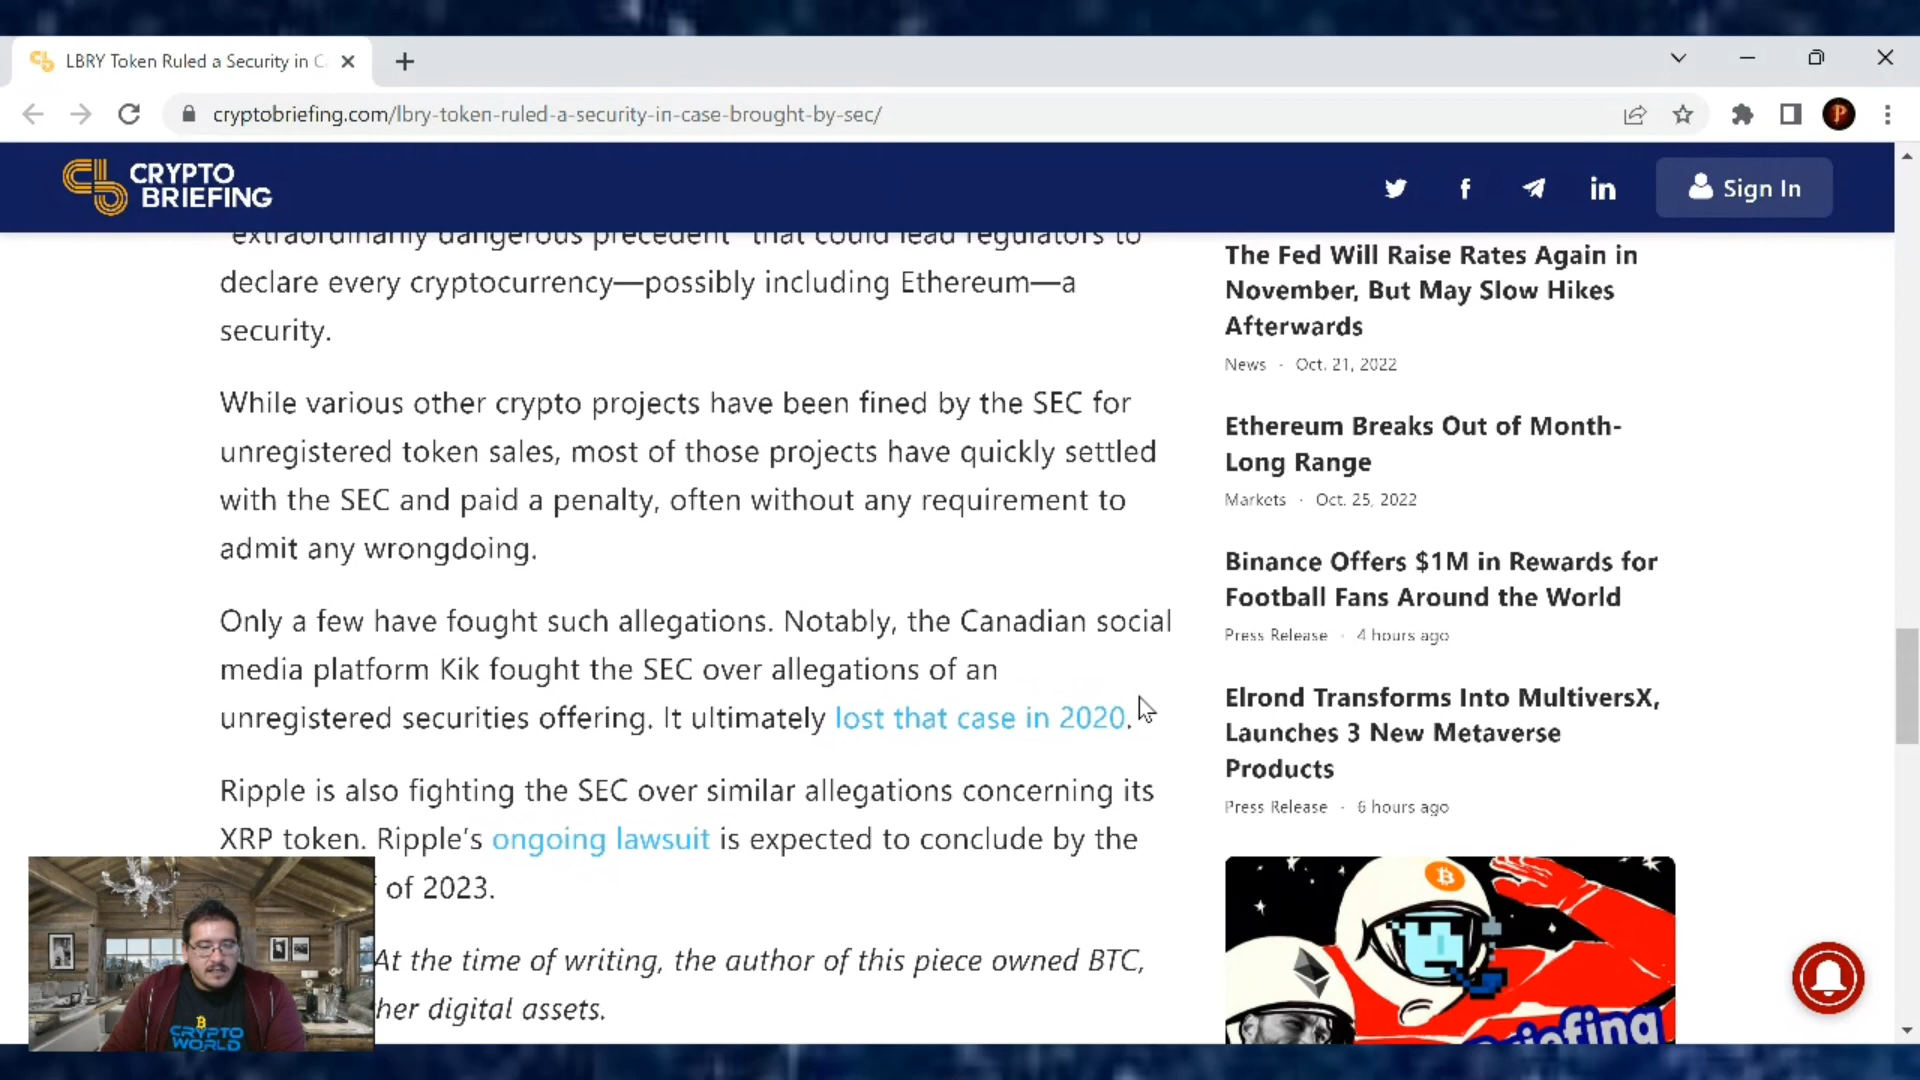 LBRY Token Ruled a Security in C
cryptobriefing.com/lbry-token-ruled-a-security-in-case-brought-by-sec/
CRYPTO
BRIEFING
Sign In
"extraordinarily dangerous precedent" that could lead regulators to
declare every cryptocurrency—possibly including Ethereum—a
security.
While various other crypto projects have been fined by the SEC for
unregistered token sales, most of those projects have quickly settled
with the SEC and paid a penalty, often without any requirement to
admit any wrongdoing.
Only a few have fought such allegations. Notably, the Canadian social
media platform Kik fought the SEC over allegations of an
unregistered securities offering. It ultimately lost that case in 2020.
Ripple is also fighting the SEC over similar allegations concerning its
XRP token. Ripple's ongoing lawsuit is expected to conclude by the
of 2023.
At the time of writing, the author of this piece owned BTC,
her digital assets.
The Fed Will Raise Rates Again in
November, But May Slow Hikes
Afterwards
News · Oct. 21, 2022
Ethereum Breaks Out of Month-
Long Range
Markets · Oct. 25, 2022
Binance Offers $1M in Rewards for
Football Fans Around the World
Press Release · 4 hours ago
Elrond Transforms Into MultiversX,
Launches 3 New Metaverse
Products
Press Release · 6 hours ago
Briefing
CRYPTO
WORLD